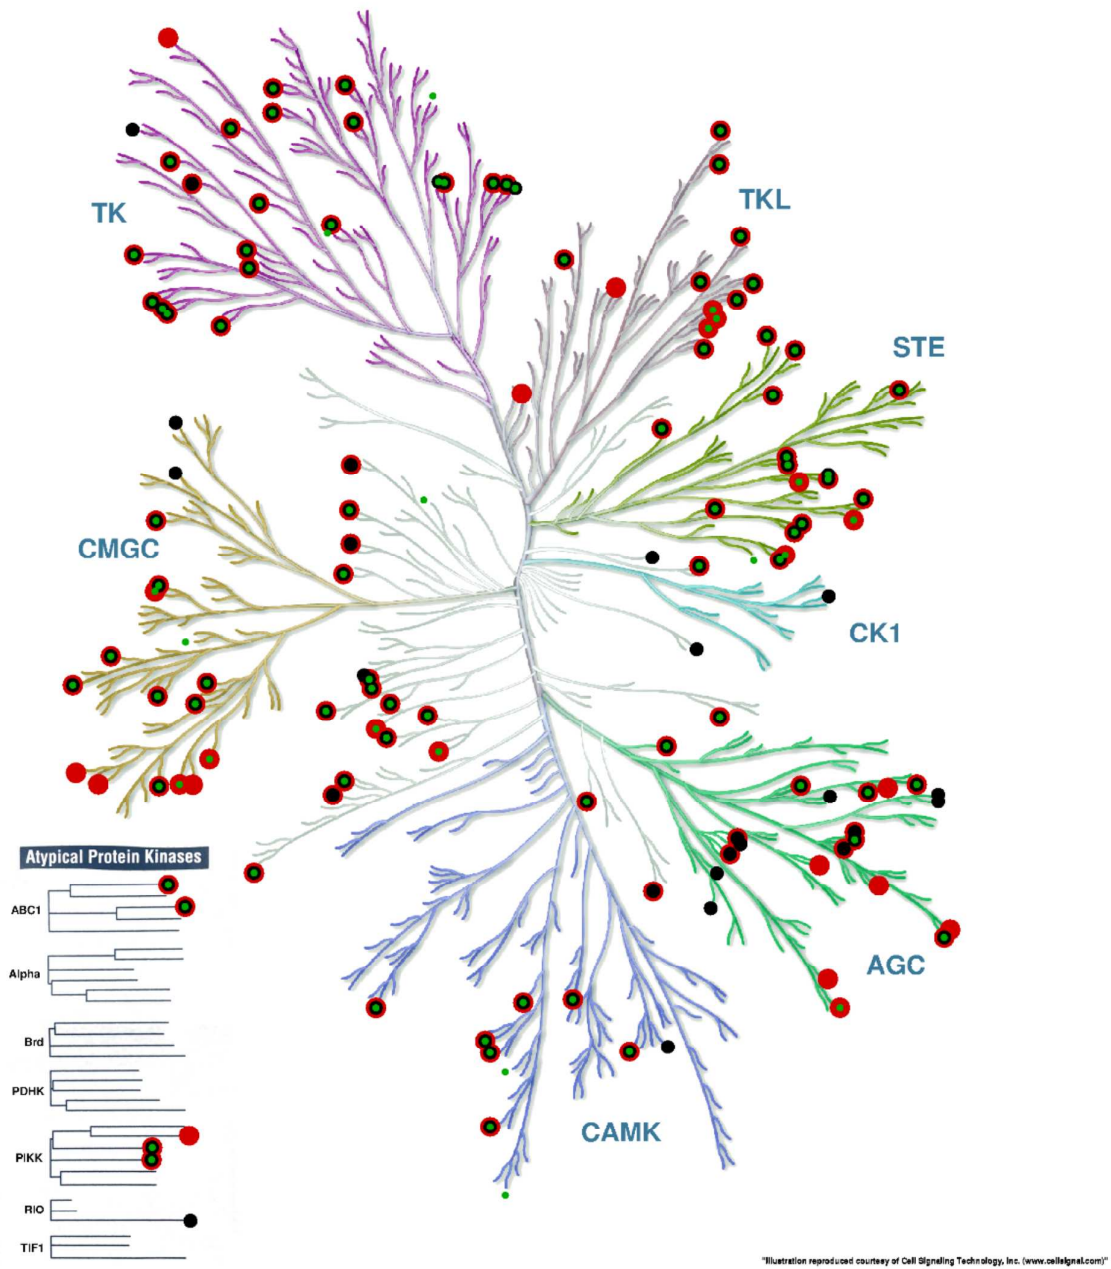 TK
TKL
STE
CMGC
CK1
AGC
CAMK
Atypical Protein Kinases
ABC1
Alpha
Brd
PDHK
PIKK
RIO
TIF1
"Illustration reproduced courtesy of Cell Signaling Technology, Inc. (www.cellsignal.com)"